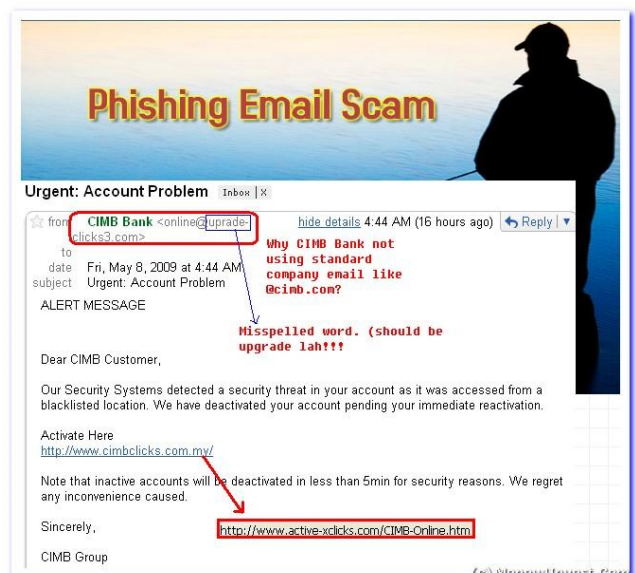 Phishing Email Scam
Urgent: Account Problem Inbox | X
from CIMB Bank <online@uprade-clicks3.com>
hide details 4:44 AM (16 hours ago) Reply
to
date Fri, May 8, 2009 at 4:44 AM
subject Urgent: Account Problem
Why CIMB Bank not
using standard
company email like
@cimb.com?
ALERT MESSAGE
Misspelled word. (should be
upgrade lah!!!
Dear CIMB Customer,
Our Security Systems detected a security threat in your account as it was accessed from a
blacklisted location. We have deactivated your account pending your immediate reactivation.
Activate Here
http://www.cimbclicks.com.my/
Note that inactive accounts will be deactivated in less than 5min for security reasons. We regret
any inconvenience caused.
Sincerely,
http://www.active-xclicks.com/CIMB-Online.htm
CIMB Group